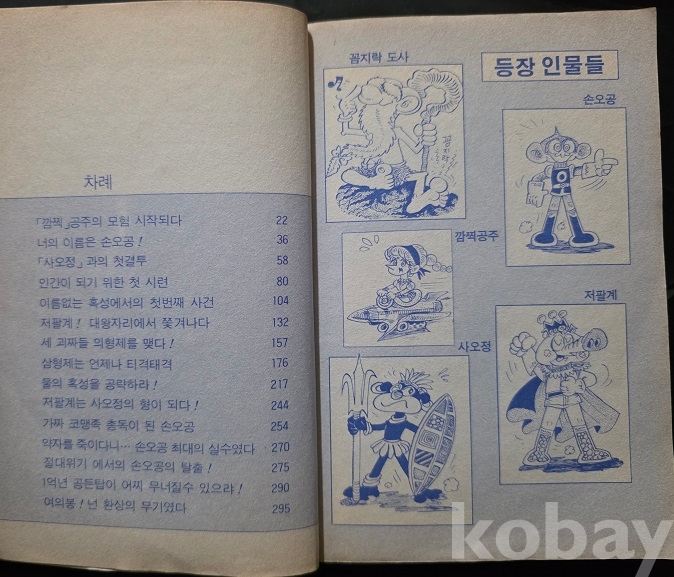 차례
「깜찍」공주의 모험 시작되다 22
너의 이름은 손오공! 36
「사오정」과의 첫결투 58
인간이 되기 위한 첫 시련 80
이름없는 혹성에서의 첫번째 사건 104
저팔계! 대왕자리에서 쫓겨나다 132
세 괴짜들 의형제를 맺다! 157
삼형제는 언제나 티격태격 176
물의 혹성을 공략하라! 217
저팔계는 사오정의 형이 되다! 244
가짜 코맹족 총독이 된 손오공 254
약자를 죽이다니… 손오공 최대의 실수였다 270
절대위기 에서의 손오공의 탈출! 275
1억년 공든탑이 어찌 무너질수 있으랴! 290
여의봉! 넌 환상의 무기였다 295
등장 인물들
꼼지락 도사
꼼지락
손오공
깜찍공주
저팔계
사오정
kobay